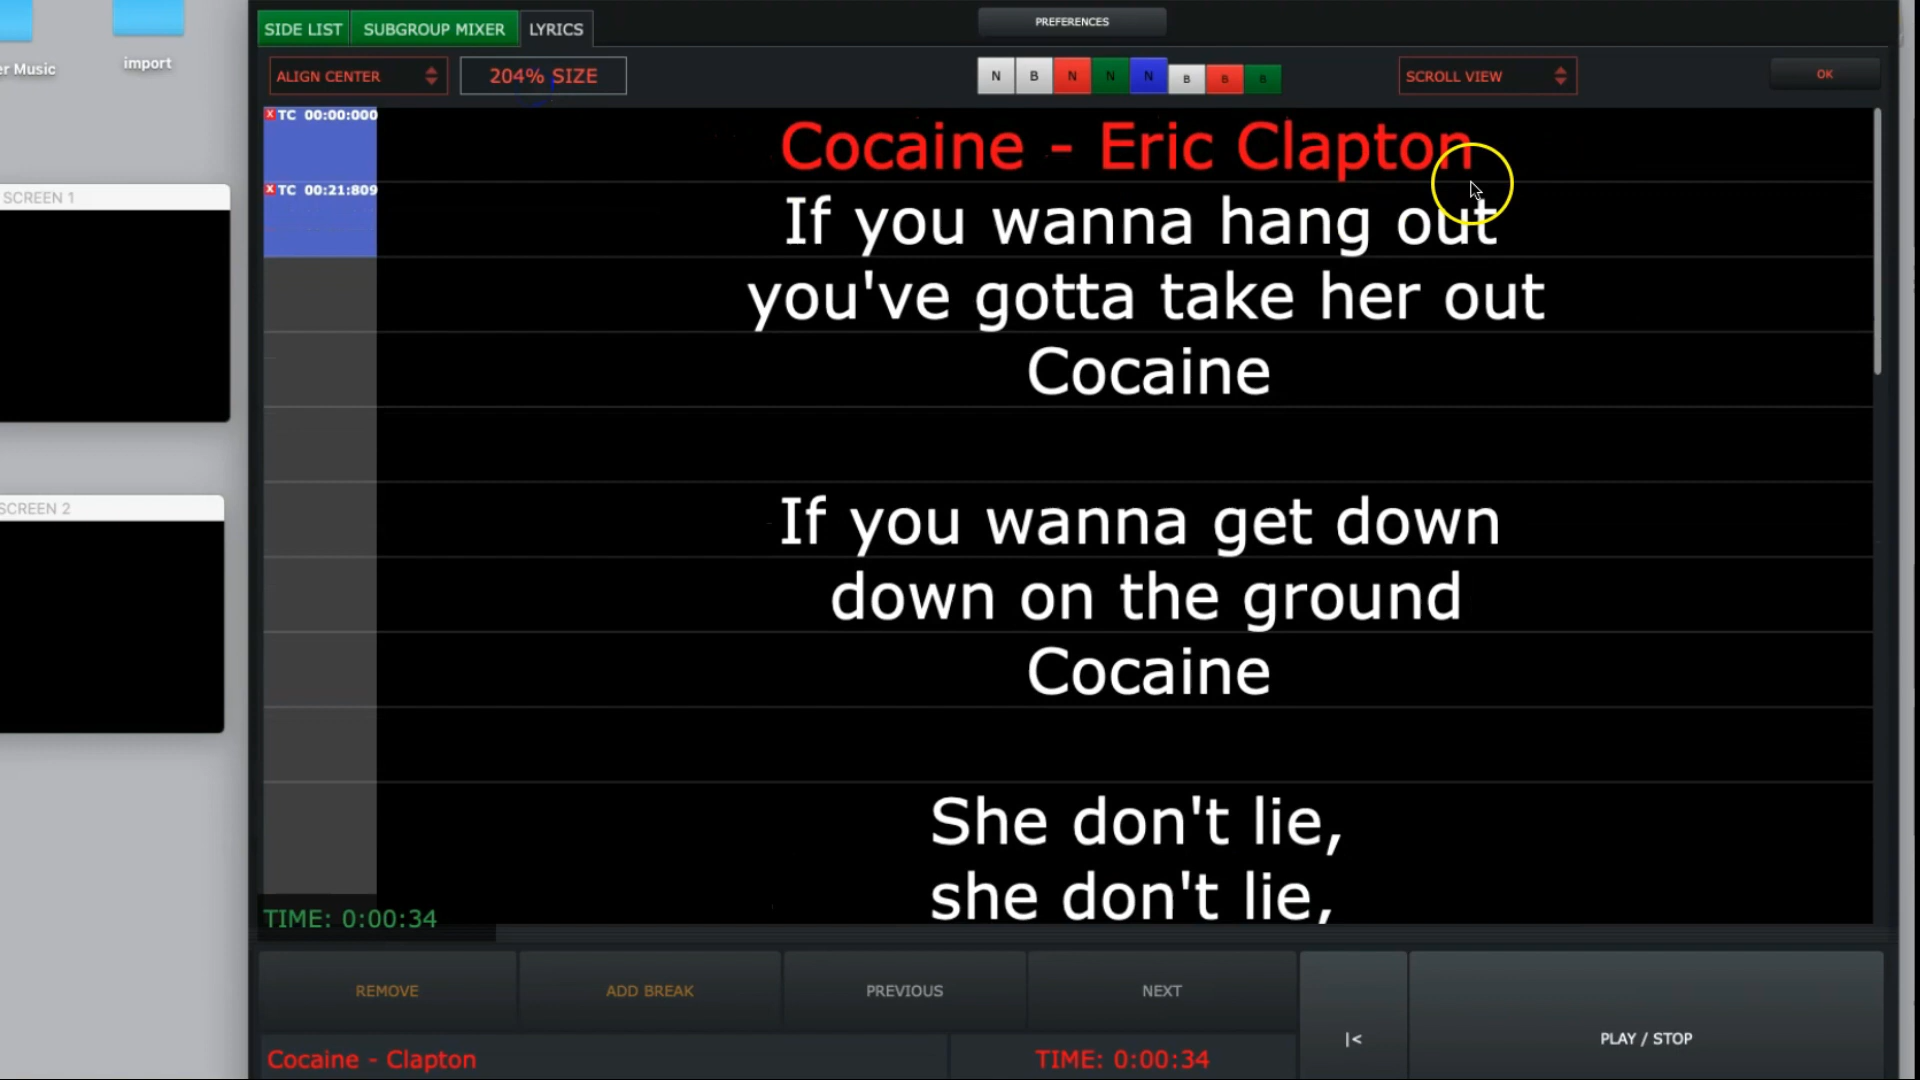 SIDE LIST SUBGROUP MIXER LYRICS PREFERENCES
ALIGN CENTER 204% SIZE N B N N N B B B SCROLL VIEW OK
er Music
import
SCREEN 1
SCREEN 2
X TC 00:00:000
Cocaine - Eric Clapton
X TC 00:21:809
If you wanna hang out
you've gotta take her out
Cocaine
If you wanna get down
down on the ground
Cocaine
She don't lie,
she don't lie,
TIME: 0:00:34
REMOVE ADD BREAK PREVIOUS NEXT |< PLAY / STOP
Cocaine - Clapton TIME: 0:00:34